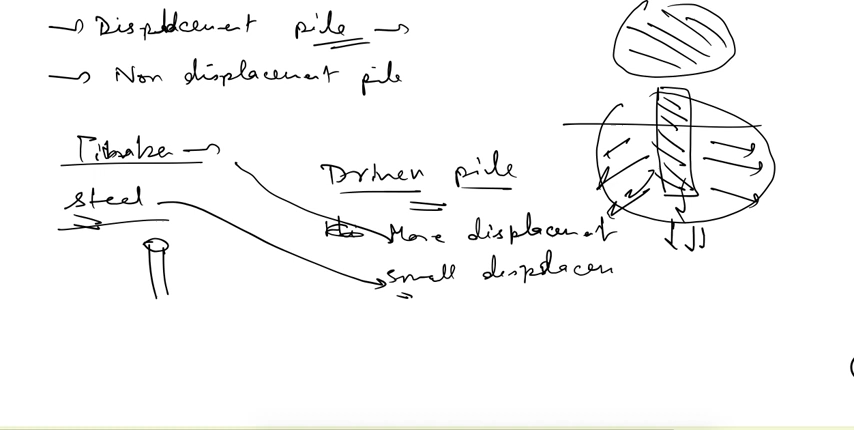 → Displacement pile →
→ Non displacement pile
Timber →
Driven pile
steel
More displacement
small displacem